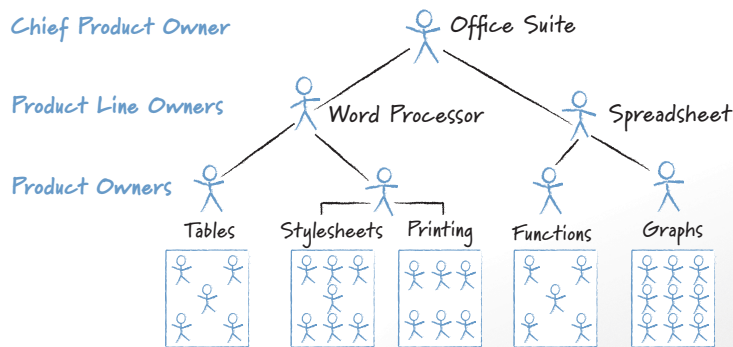 Chief Product Owner
Office Suite
Product Line Owners
Word Processor
Spreadsheet
Product Owners
Tables
Stylesheets
Printing
Functions
Graphs